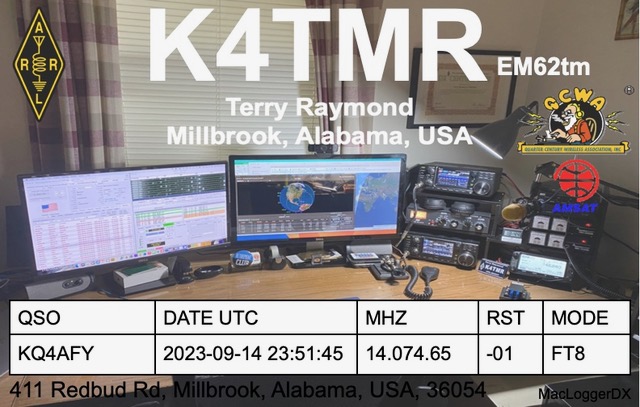 K4TMR
EM62tm
Terry Raymond
Millbrook, Alabama, USA
A
R R
L
QCWA
QUARTER CENTURY WIRELESS ASSOCIATION, INC
AMSAT
K4TMR
QSO DATE UTC MHZ RST MODE
KQ4AFY 2023-09-14 23:51:45 14.074.65 -01 FT8
411 Redbud Rd, Millbrook, Alabama, USA, 36054
MacLoggerDX